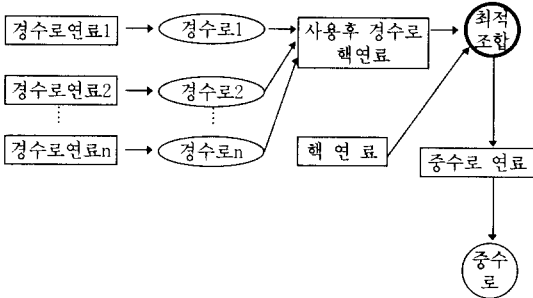 경수로연료1
경수로1
사용후 경수로
핵연료
최적
조합
경수로연료2
경수로2
경수로연료n
경수로n
핵 연 료
중수로 연료
중수
로